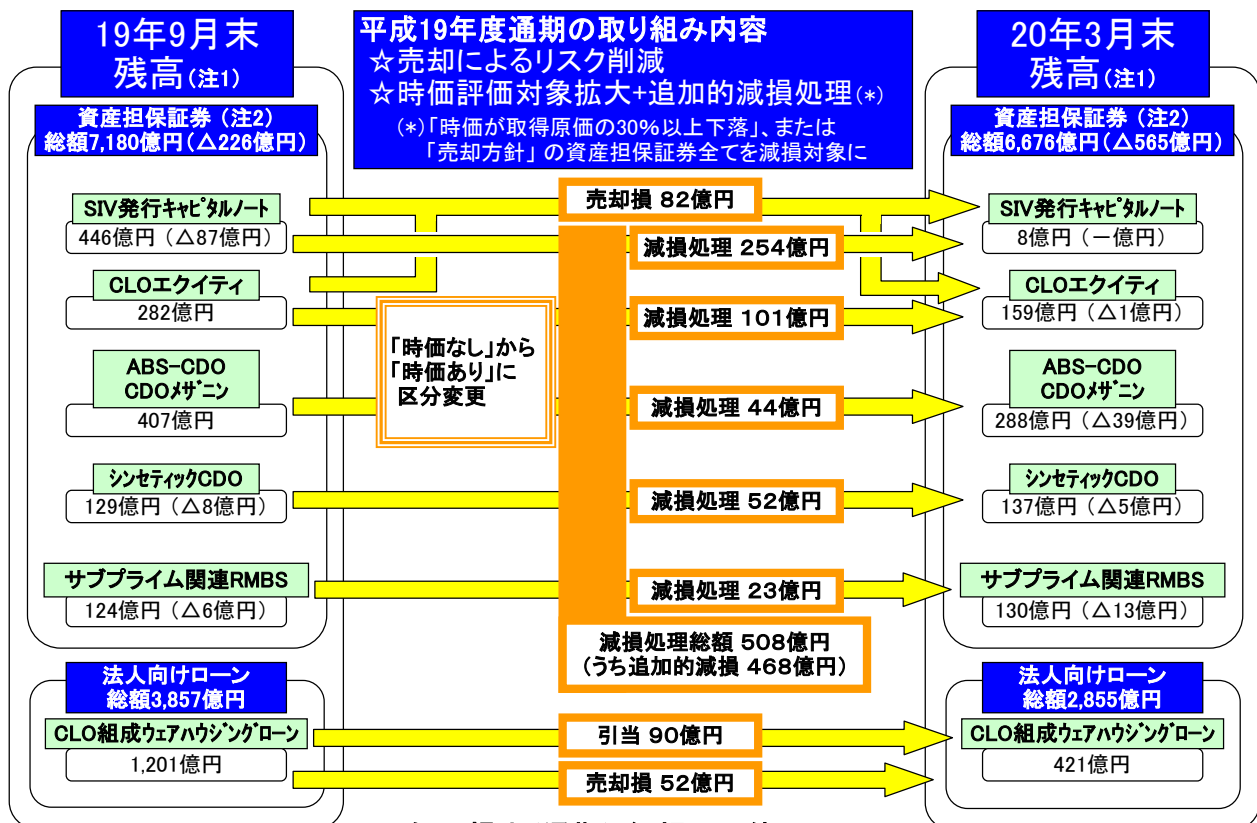 19年9月末
残高(注1)
資産担保証券（注2）
総額7,180億円(△226億円)
SIV発行ｷｬﾋﾟﾀﾙﾉｰﾄ
446億円（△87億円）
CLOエクイティ
282億円
ABS-CDO
CDOﾒｻﾞﾆﾝ
407億円
ｼﾝｾﾃｨｯｸCDO
129億円（△8億円）
サブプライム関連RMBS
124億円（△6億円）
法人向けローン
総額3,857億円
CLO組成ｳｪｱﾊｳｼﾞﾝｸﾞﾛｰﾝ
1,201億円
平成19年度通期の取り組み内容
☆売却によるリスク削減
☆時価評価対象拡大+追加的減損処理(*)
(*)「時価が取得原価の30%以上下落」、または
「売却方針」の資産担保証券全てを減損対象に
売却損 82億円
減損処理 254億円
減損処理 101億円
「時価なし」から
「時価あり」に
区分変更
減損処理 44億円
減損処理 52億円
減損処理 23億円
減損処理総額 508億円
（うち追加的減損 468億円）
引当 90億円
売却損 52億円
20年3月末
残高(注1)
資産担保証券（注2）
総額6,676億円(△565億円)
SIV発行ｷｬﾋﾟﾀﾙﾉｰﾄ
8億円（－億円）
CLOエクイティ
159億円（△1億円）
ABS-CDO
CDOﾒｻﾞﾆﾝ
288億円（△39億円）
ｼﾝｾﾃｨｯｸCDO
137億円（△5億円）
サブプライム関連RMBS
130億円（△13億円）
法人向けローン
総額2,855億円
CLO組成ｳｪｱﾊｳｼﾞﾝｸﾞﾛｰﾝ
421億円